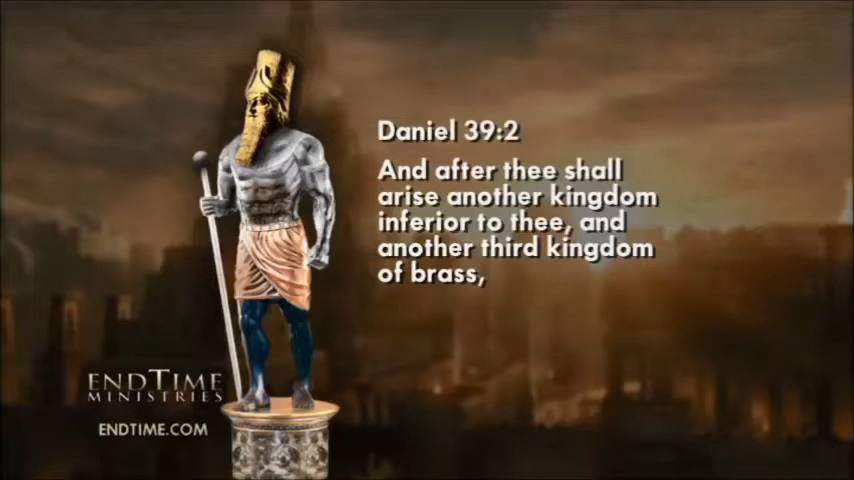 Daniel 39:2
And after thee shall
arise another kingdom
inferior to thee, and
another third kingdom
of brass,
ENDTIME
MINISTRIES
ENDTIME.COM